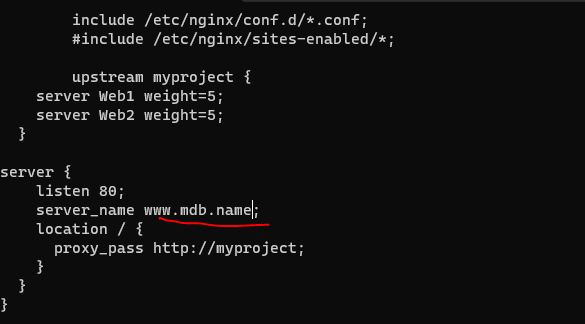 include /etc/nginx/conf.d/*.conf;
#include /etc/nginx/sites-enabled/*;
upstream myproject {
server Web1 weight=5;
server Web2 weight=5;
}
server {
listen 80;
server_name www.mdb.name;
location / {
proxy_pass http://myproject;
}
}
}